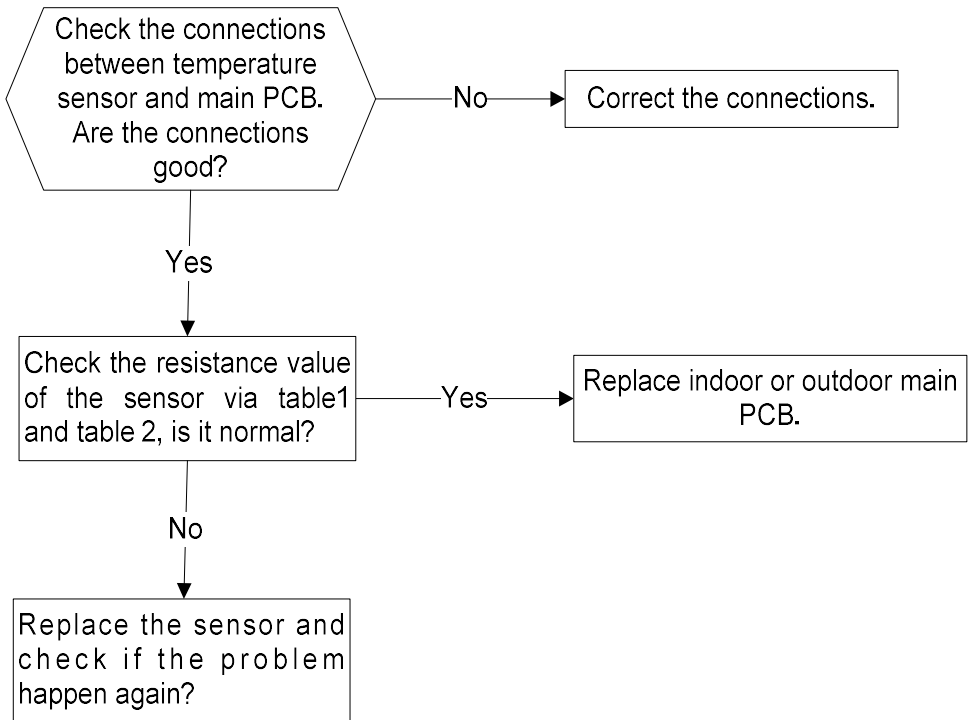 Check the connections
between temperature
sensor and main PCB.
Are the connections
good?
No
Correct the connections.
Yes
Check the resistance value
of the sensor via table1
and table 2, is it normal?
Yes
Replace indoor or outdoor main
PCB.
No
Replace the sensor and
check if the problem
happen again?